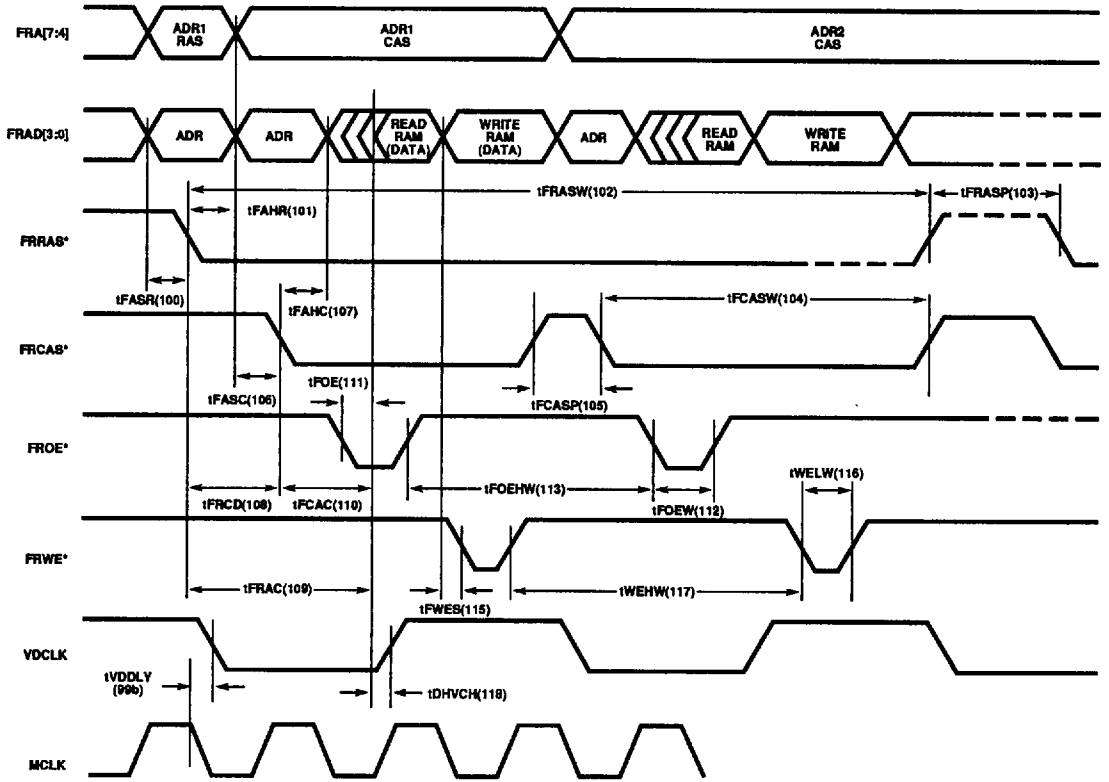 FRA[7:4]
ADR1
RAS
ADR1
CAS
ADR2
CAS
FRAD[3:0]
ADR
ADR
READ
RAM
(DATA)
WRITE
RAM
(DATA)
ADR
READ
RAM
WRITE
RAM
tFRASW(102)
tFRASP(103)
tFAHR(101)
FRRAS*
tFASR(100)
tFAHC(107)
tFCASW(104)
FRCAS*
tFOE(111)
tFASC(106)
tFCASP(105)
FROE*
tWELW(116)
tFRCD(108)
tFCAC(110)
tFOEHW(113)
tFOEW(112)
FRWE*
tFRAC(109)
tFWES(115)
tWEHW(117)
VDCLK
tVDDLY
(99b)
tDHVCH(118)
MCLK